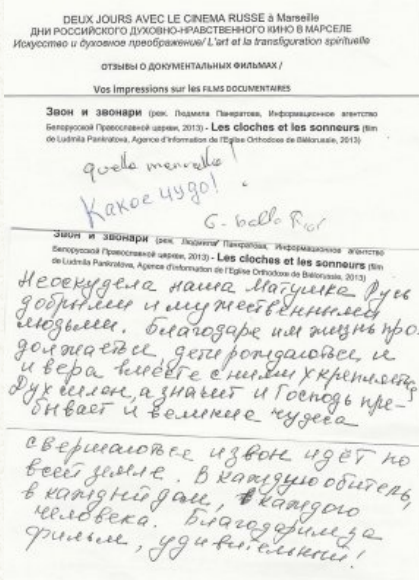 DEUX JOURS AVEC LE CINEMA RUSSE à Marseille
ДНИ РОССИЙСКОГО ДУХОВНО-НРАВСТВЕННОГО КИНО В МАРСЕЛЕ
Искусство и духовное преображение/ L'art et la transfiguration spirituelle
ОТЗЫВЫ О ДОКУМЕНТАЛЬНЫХ ФИЛЬМАХ /
Vos impressions sur les FILMS DOCUMENTAIRES
Звон и звонари (реж. Людмила Панкратова, Информационное агентство
Белорусской Православной церкви, 2013) - Les cloches et les sonneurs (film
de Ludmila Pankratova, Agence d'information de l'Eglise Orthodoxe de Biélorussie, 2013)
quelle merveille!
Какое чудо!
G.
Звон и звонари (реж. Людмила Панкратова, Информационное агентство
Белорусской Православной церкви, 2013) - Les cloches et les sonneurs (film
de Ludmila Pankratova, Agence d'information de l'Eglise Orthodoxe de Biélorussie, 2013)
Неоскудела наша Матушка Русь
добрыми и мужественными
людьми. Благодаря им жизнь про
должается, дети рождаются и
и вера вместе с ними укрепляется
Дух силен, а значит и Господь пре-
бывает и великие чудеса
свершаются и звон идёт по
всей земле. В каждую обитель,
в каждый дом, в каждого
человека. Благодарим за
фильм, удивительный!